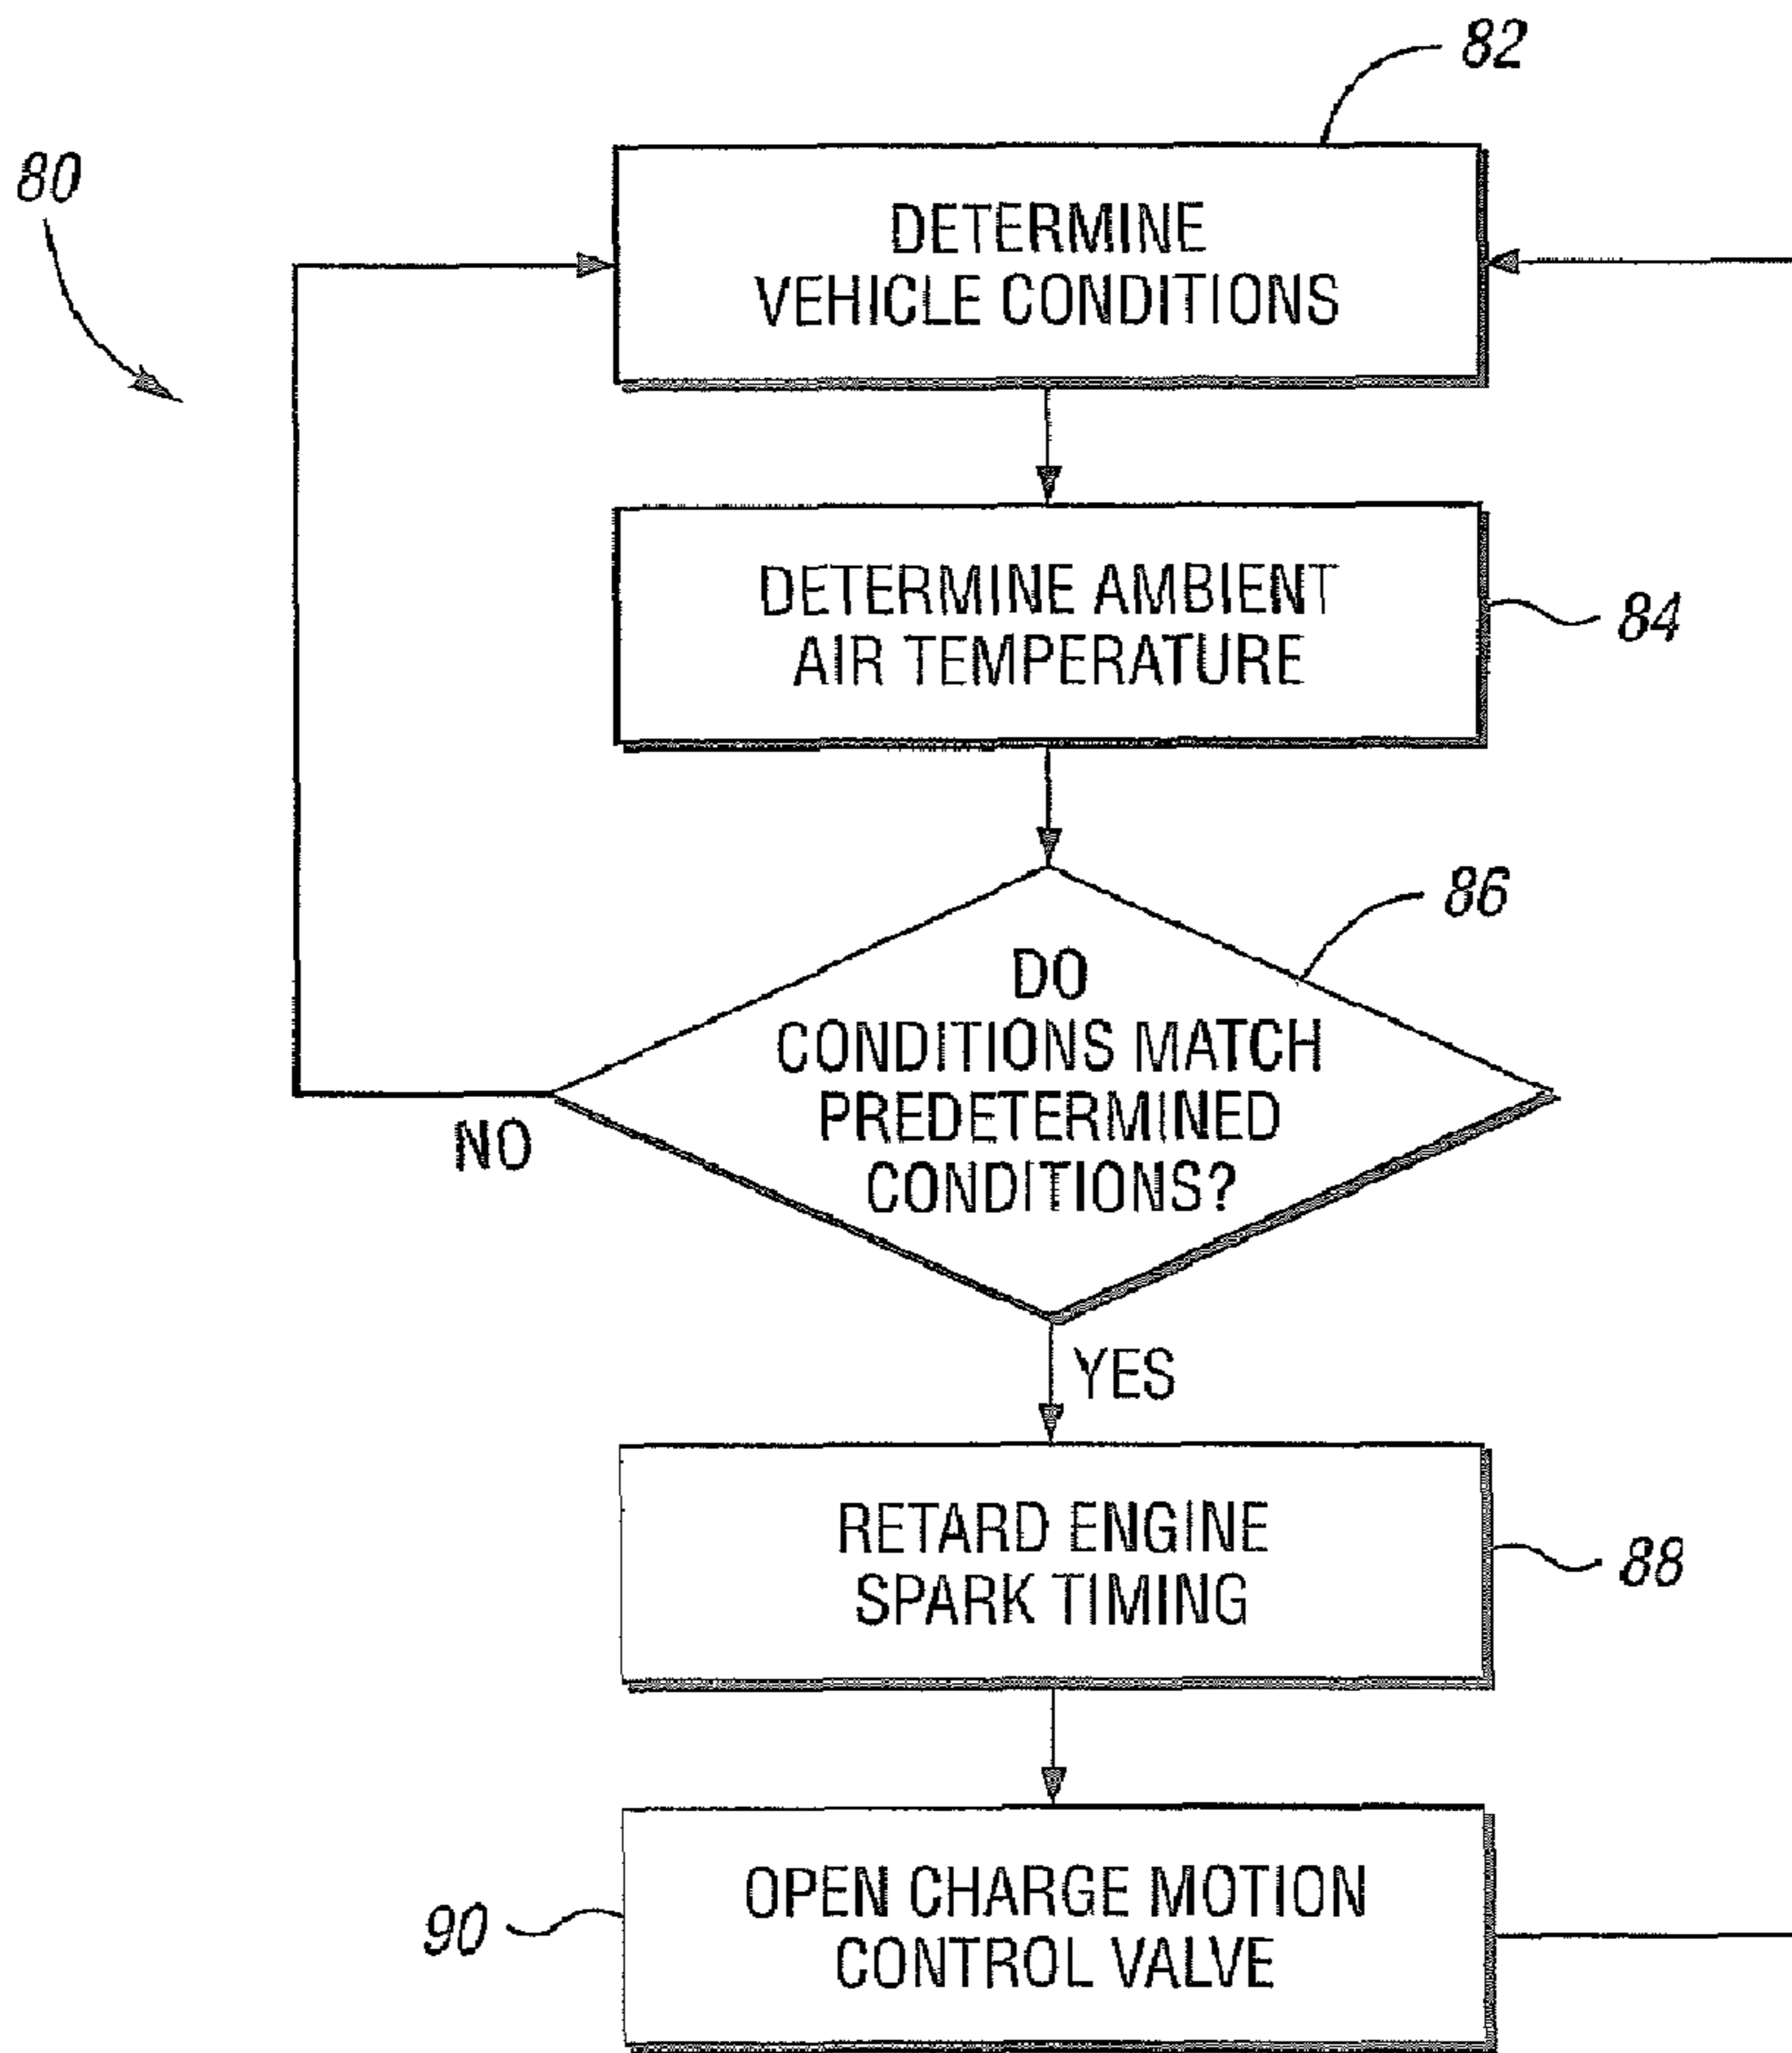 82
80
DETERMINE
VEHICLE CONDITIONS
DETERMINE AMBIENT
AIR TEMPERATURE
84
86
DO
CONDITIONS MATCH
PREDETERMINED
CONDITIONS?
NO
YES
RETARD ENGINE
SPARK TIMING
88
OPEN CHARGE MOTION
CONTROL VALVE
90